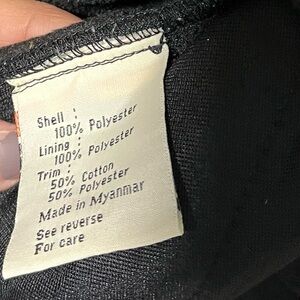 Shell :
100% Polyester
Lining :
100% Polyester
Trim :
50% Cotton
50% Polyester
Made in Myanmar
See reverse
For care